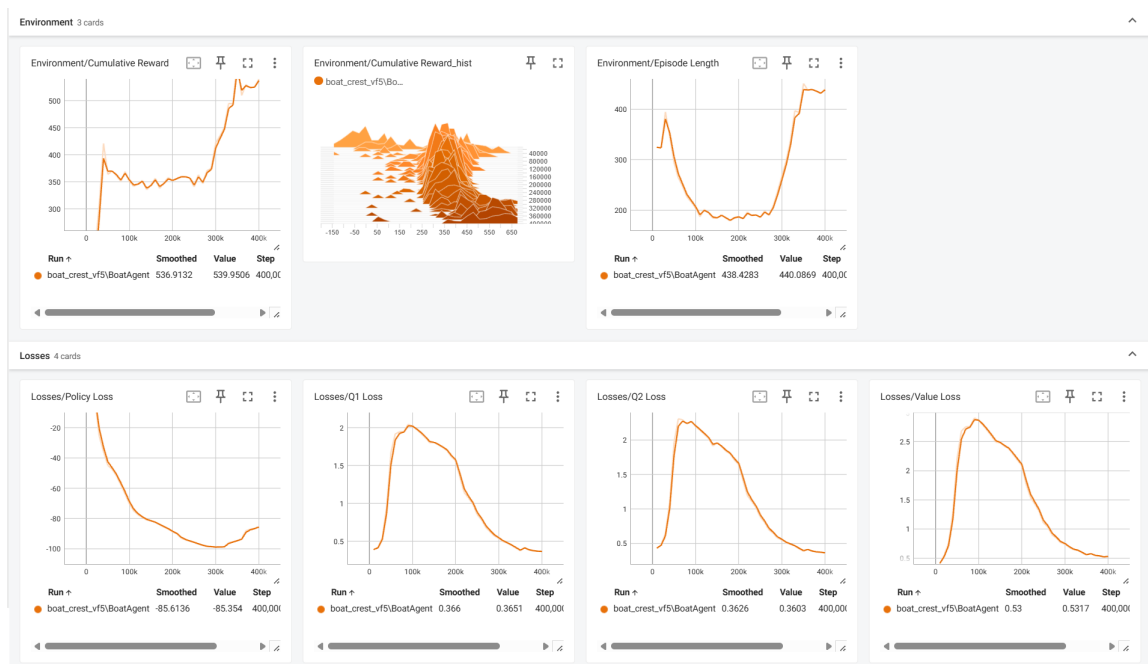 Environment 3 cards
Environment/Cumulative Reward
500
450
400
350
300
0 100k 200k 300k 400k
Run ↑ Smoothed Value Step
boat_crest_vf5\BoatAgent 536.9132 539.9506 400,00
Environment/Cumulative Reward_hist
boat_crest_vf5\Bo...
40000
80000
120000
160000
200000
240000
280000
320000
360000
400000
-150 -50 50 150 250 350 450 550 650
Environment/Episode Length
400
300
200
0 100k 200k 300k 400k
Run ↑ Smoothed Value Step
boat_crest_vf5\BoatAgent 438.4283 440.0869 400,00
Losses 4 cards
Losses/Policy Loss
-20
-40
-60
-80
-100
0 100k 200k 300k 400k
Run ↑ Smoothed Value Step
boat_crest_vf5\BoatAgent -85.6136 -85.354 400,00
Losses/Q1 Loss
2
1.5
1
0.5
0 100k 200k 300k 400k
Run ↑ Smoothed Value Step
boat_crest_vf5\BoatAgent 0.366 0.3651 400,00
Losses/Q2 Loss
2
1.5
1
0.5
0 100k 200k 300k 400k
Run ↑ Smoothed Value Step
boat_crest_vf5\BoatAgent 0.3626 0.3603 400,00
Losses/Value Loss
2.5
2
1.5
1
0.5
0 100k 200k 300k 400k
Run ↑ Smoothed Value Step
boat_crest_vf5\BoatAgent 0.53 0.5317 400,00